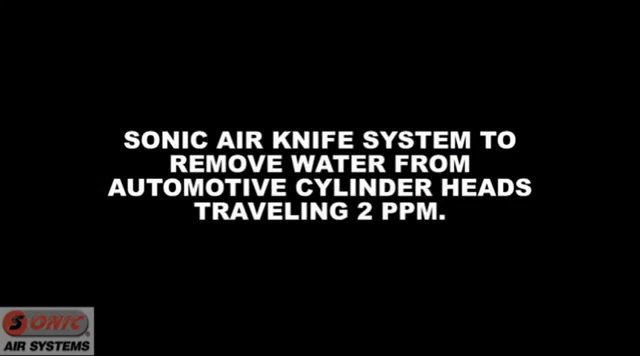 SONIC AIR KNIFE SYSTEM TO
REMOVE WATER FROM
AUTOMOTIVE CYLINDER HEADS
TRAVELING 2 PPM.
SONIC
AIR SYSTEMS